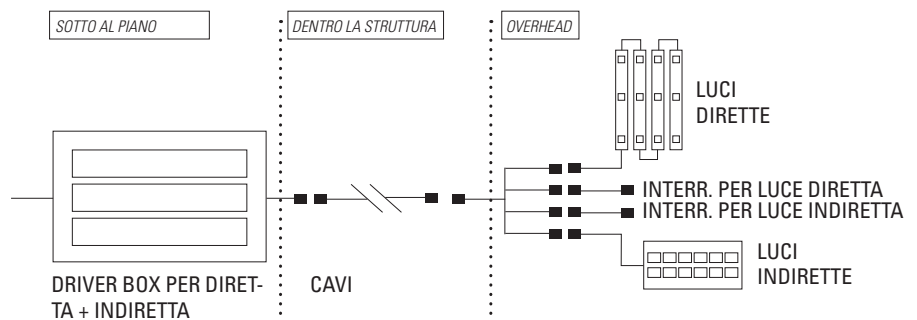 SOTTO AL PIANO
DENTRO LA STRUTTURA
OVERHEAD
LUCI
DIRETTE
INTERR. PER LUCE DIRETTA
INTERR. PER LUCE INDIRETTA
LUCI
INDIRETTE
DRIVER BOX PER DIRET-
TA + INDIRETTA
CAVI